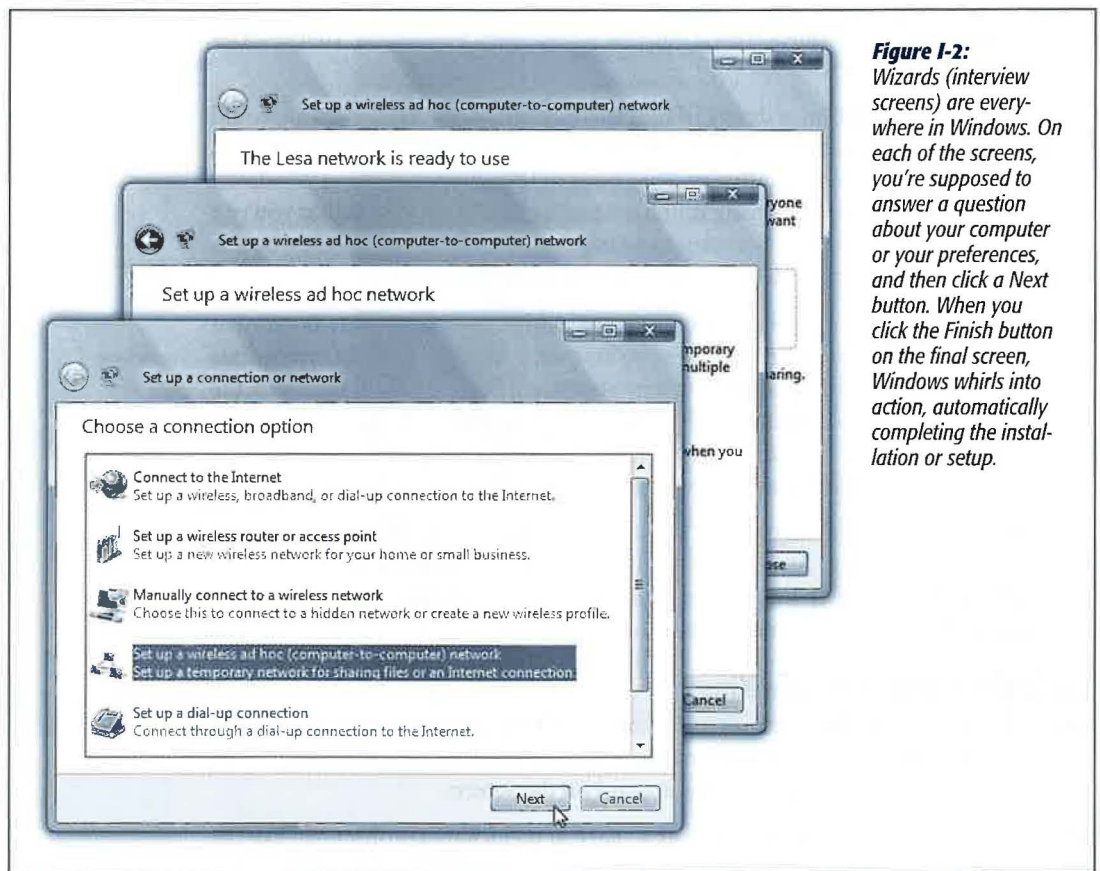 Set up a wireless ad hoc (computer-to-computer) network
The Lesa network is ready to use
ryone
want
aring.
Set up a wireless ad hoc (computer-to-computer) network
Set up a wireless ad hoc network
mporary
nultiple
when you
Cancel
Set up a connection or network
Choose a connection option
Connect to the Internet
Set up a wireless, broadband, or dial-up connection to the Internet.
Set up a wireless router or access point
Set up a new wireless network for your home or small business.
Manually connect to a wireless network
Choose this to connect to a hidden network or create a new wireless profile.
Set up a wireless ad hoc (computer-to-computer) network
Set up a temporary network for sharing files or an Internet connection.
Set up a dial-up connection
Connect through a dial-up connection to the Internet.
Next Cancel
Figure I-2:
Wizards (interview
screens) are every-
where in Windows. On
each of the screens,
you're supposed to
answer a question
about your computer
or your preferences,
and then click a Next
button. When you
click the Finish button
on the final screen,
Windows whirls into
action, automatically
completing the instal-
lation or setup.